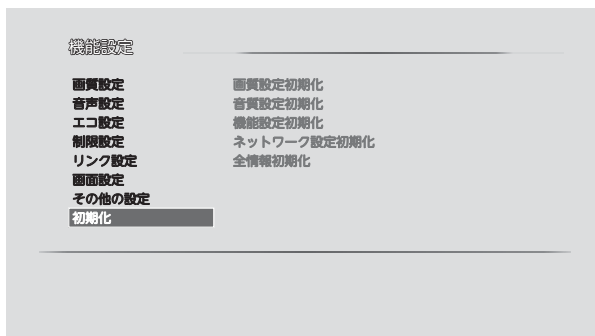 機能設定
画質設定
音声設定
エコ設定
制限設定
リンク設定
画面設定
その他の設定
初期化
画質設定初期化
音質設定初期化
機能設定初期化
ネットワーク設定初期化
全情報初期化